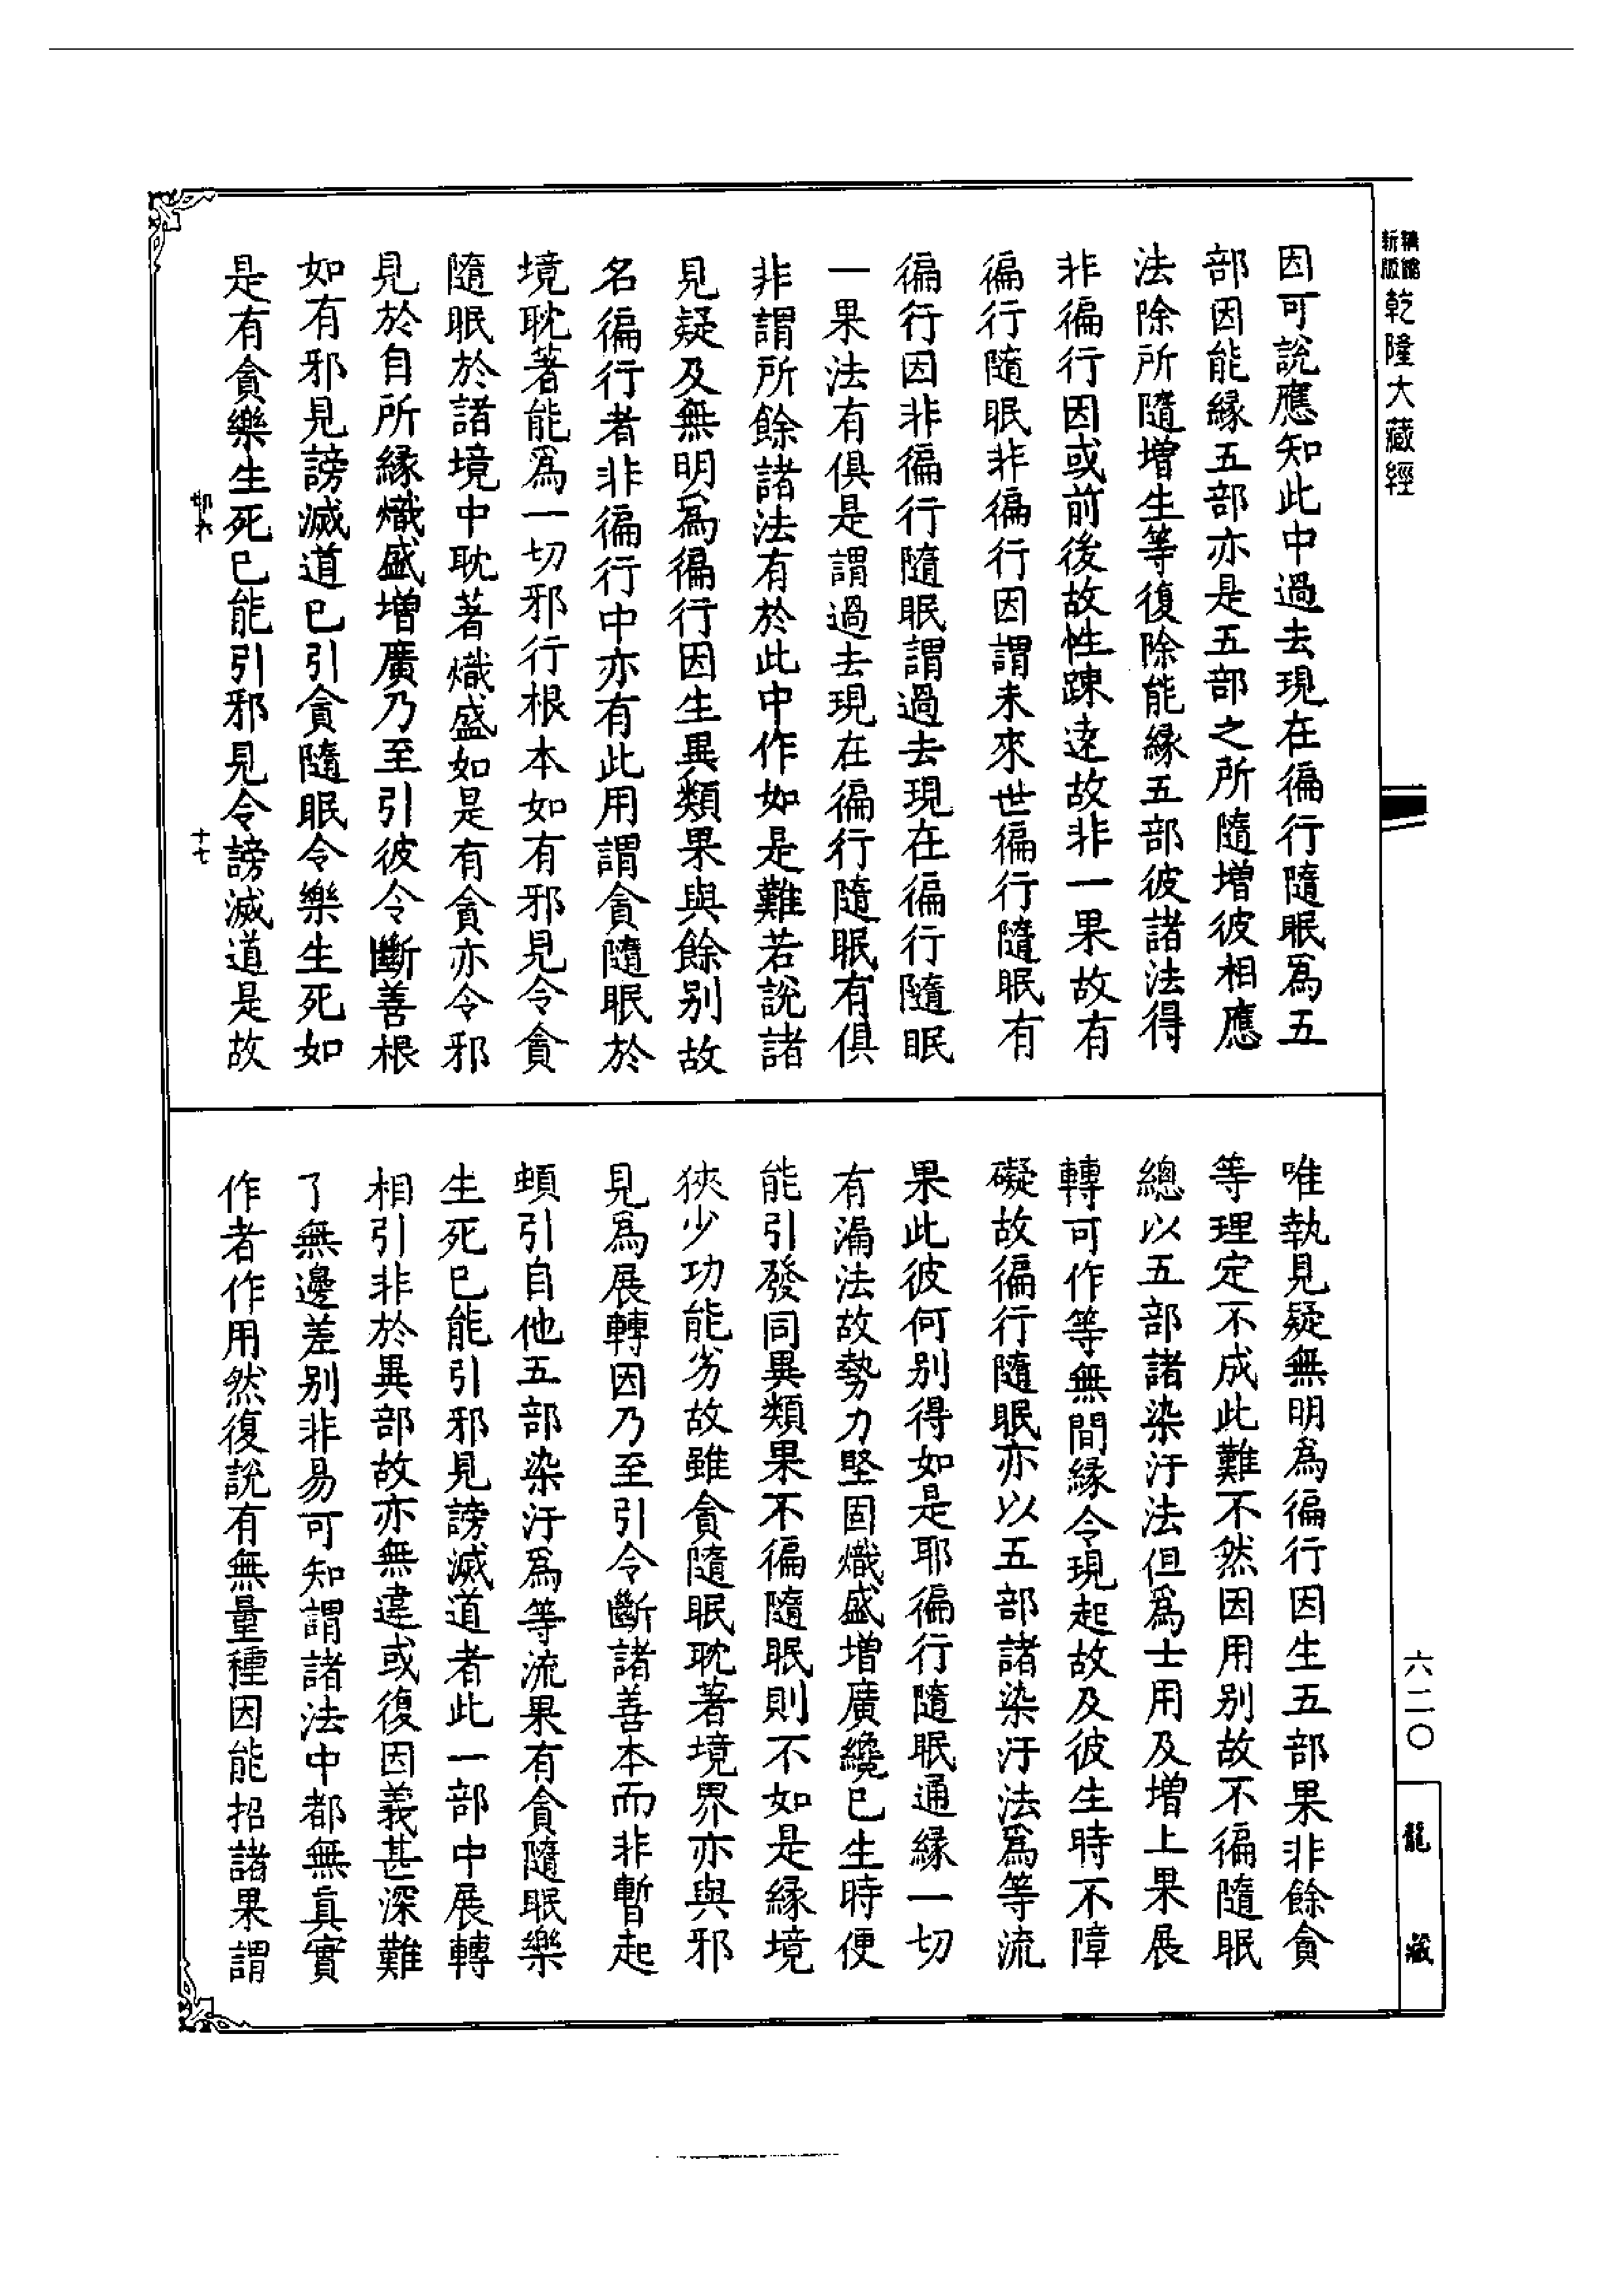 新版
乾隆大藏經
因可說應知此中過去現在徧行隨眠爲五
部因能緣五部亦是五部之所隨增彼相應
法除所隨增生等復除能緣五部彼諸法得
非徧行因或前後故性踈遠故非一果故有
徧行隨眠非徧行因謂未來世徧行隨眠有
徧行因非徧行隨眠謂過去現在徧行隨眠
一果法有俱是謂過去現在徧行隨眠有俱
非謂所餘諸法有於此中作如是難若說諸
見疑及無明爲徧行因生異類果與餘別故
名徧行者非徧行中亦有此用謂貪隨眠於
境耽著能爲一切邪行根本如有邪見令貪
隨眠於諸境中耽著熾盛如是有貪亦令邪
見於自所緣熾盛增廣乃至引彼令斷善根
如有邪見謗滅道已引貪隨眠令樂生死如
是有貪樂生死已能引邪見令謗滅道是故
十七
唯執見疑無明爲徧行因生五部果非餘貪
等理定不成此難不然因用別故不徧隨眠
總以五部諸染汙法但爲士用及增上果展
轉可作等無間緣令現起故及彼生時不障
礙故徧行隨眠亦以五部諸染汙法爲等流
果此彼何別得如是耶徧行隨眠通緣一切
有漏法故勢力堅固熾盛增廣纔已生時便
能引發同異類果不徧隨眠則不如是緣境
狹少功能劣故雖貪隨眠耽著境界亦與邪
見爲展轉因乃至引令斷諸善本而非暫起
頓引自他五部染汙爲等流果有貪隨眠樂
生死已能引邪見謗滅道者此一部中展轉
相引非於異部故亦無違或復因義甚深難
了無邊差別非易可知謂諸法中都無真實
作者作用然復說有無量種因能招諸果謂
六二〇
龍藏